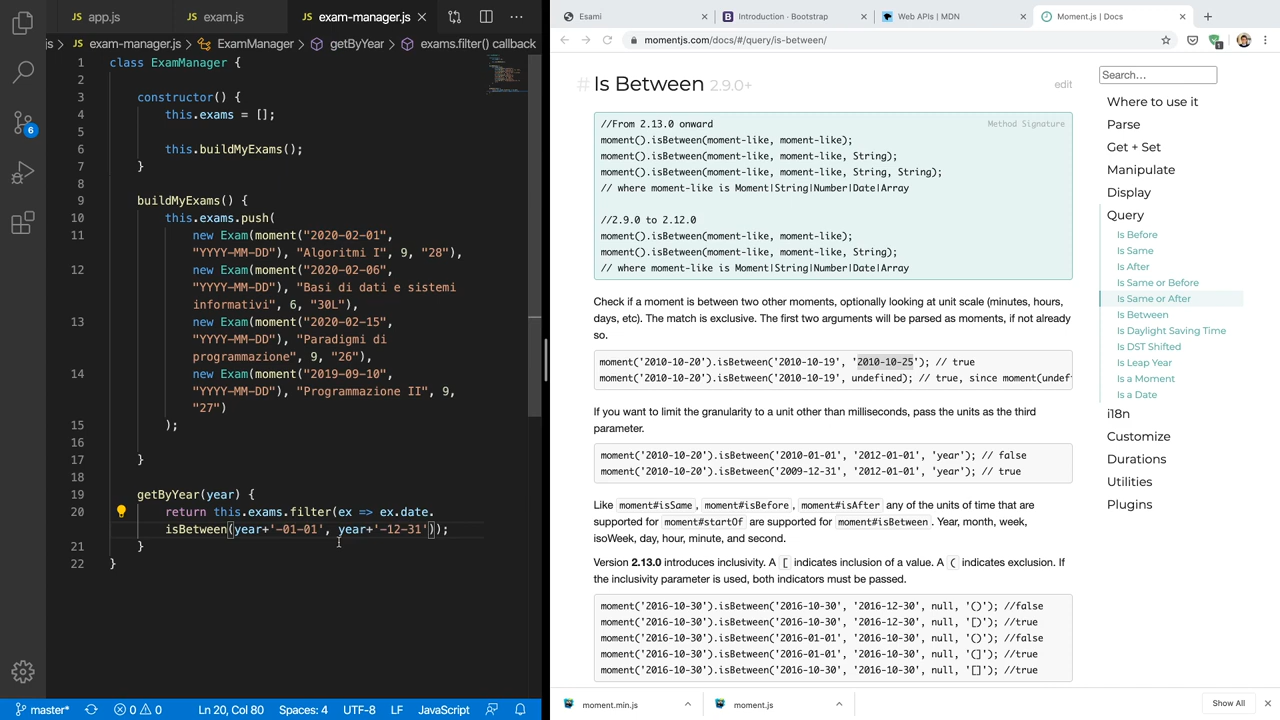 JS app.js
JS exam.js
JS exam-manager.js
js > JS exam-manager.js > ExamManager > getByYear > exams.filter() callback
1 class ExamManager {
2
3 constructor() {
4 this.exams = [];
5
6 this.buildMyExams();
7 }
8
9 buildMyExams() {
10 this.exams.push(
11 new Exam(moment("2020-02-01",
"YYYY-MM-DD"), "Algoritmi I", 9, "28"),
12 new Exam(moment("2020-02-06",
"YYYY-MM-DD"), "Basi di dati e sistemi
informativi", 6, "30L"),
13 new Exam(moment("2020-02-15",
"YYYY-MM-DD"), "Paradigmi di
programmazione", 9, "26"),
14 new Exam(moment("2019-09-10",
"YYYY-MM-DD"), "Programmazione II", 9,
"27")
15 );
16
17 }
18
19 getByYear(year) {
20 return this.exams.filter(ex => ex.date.
isBetween(year+'-01-01', year+'-12-31'));
21 }
22 }
6
master*
0 0
Ln 20, Col 80
Spaces: 4
UTF-8
LF
JavaScript
Esami
Introduction · Bootstrap
Web APIs | MDN
Moment.js | Docs
momentjs.com/docs/#/query/is-between/
1
# Is Between 2.9.0+
edit
Method Signature
//From 2.13.0 onward
moment().isBetween(moment-like, moment-like);
moment().isBetween(moment-like, moment-like, String);
moment().isBetween(moment-like, moment-like, String, String);
// where moment-like is Moment|String|Number|Date|Array
//2.9.0 to 2.12.0
moment().isBetween(moment-like, moment-like);
moment().isBetween(moment-like, moment-like, String);
// where moment-like is Moment|String|Number|Date|Array
Check if a moment is between two other moments, optionally looking at unit scale (minutes, hours,
days, etc). The match is exclusive. The first two arguments will be parsed as moments, if not already
so.
moment('2010-10-20').isBetween('2010-10-19', '2010-10-25'); // true
moment('2010-10-20').isBetween('2010-10-19', undefined); // true, since moment(undef
If you want to limit the granularity to a unit other than milliseconds, pass the units as the third
parameter.
moment('2010-10-20').isBetween('2010-01-01', '2012-01-01', 'year'); // false
moment('2010-10-20').isBetween('2009-12-31', '2012-01-01', 'year'); // true
Like moment#isSame, moment#isBefore, moment#isAfter any of the units of time that are
supported for moment#startOf are supported for moment#isBetween. Year, month, week,
isoWeek, day, hour, minute, and second.
Version 2.13.0 introduces inclusivity. A [ indicates inclusion of a value. A ( indicates exclusion. If
the inclusivity parameter is used, both indicators must be passed.
moment('2016-10-30').isBetween('2016-10-30', '2016-12-30', null, '()'); //false
moment('2016-10-30').isBetween('2016-10-30', '2016-12-30', null, '[)'); //true
moment('2016-10-30').isBetween('2016-01-01', '2016-10-30', null, '()'); //false
moment('2016-10-30').isBetween('2016-01-01', '2016-10-30', null, '(]'); //true
moment('2016-10-30').isBetween('2016-10-30', '2016-10-30', null, '[]'); //true
Search...
Where to use it
Parse
Get + Set
Manipulate
Display
Query
Is Before
Is Same
Is After
Is Same or Before
Is Same or After
Is Between
Is Daylight Saving Time
Is DST Shifted
Is Leap Year
Is a Moment
Is a Date
i18n
Customize
Durations
Utilities
Plugins
moment.min.js
moment.js
Show All